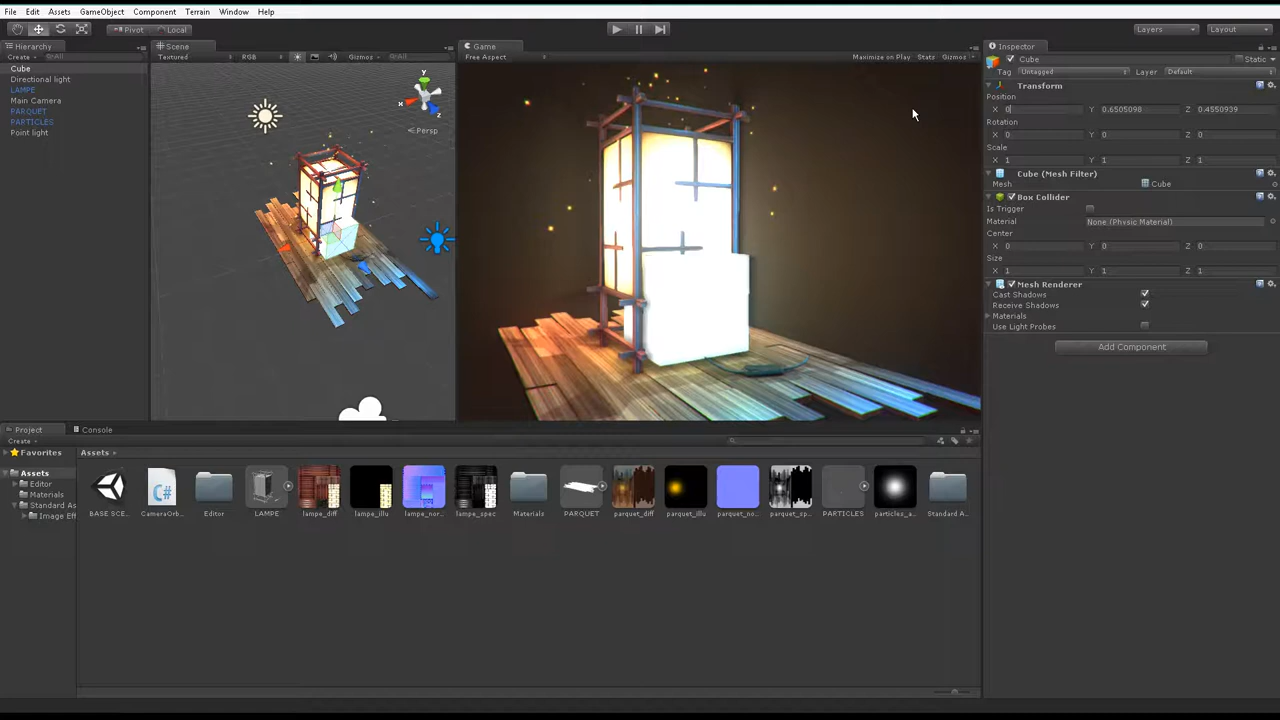 File Edit Assets GameObject Component Terrain Window Help
Pivot Local Layers Layout
Hierarchy
Create All
Cube
Directional light
LAMPE
Main Camera
PARQUET
PARTICLES
Point light
Scene
Textured RGB Gizmos All
y
x
z
Persp
Game
Free Aspect Maximize on Play Stats Gizmos
Inspector
Cube Static
Tag Untagged Layer Default
Transform
Position
X 0 Y 0.6505098 Z 0.4550939
Rotation
X 0 Y 0 Z 0
Scale
X 1 Y 1 Z 1
Cube (Mesh Filter)
Mesh Cube
Box Collider
Is Trigger
Material None (Physic Material)
Center
X 0 Y 0 Z 0
Size
X 1 Y 1 Z 1
Mesh Renderer
Cast Shadows
Receive Shadows
Materials
Use Light Probes
Add Component
Project Console
Create
Favorites
Assets
Editor
Materials
Standard As
Image Eff
Assets
BASE SCE... CameraOrb... Editor LAMPE lampe_diff lampe_illu lampe_nor... lampe_spec Materials PARQUET parquet_diff parquet_illu parquet_no... parquet_sp... PARTICLES particles_a... Standard A...